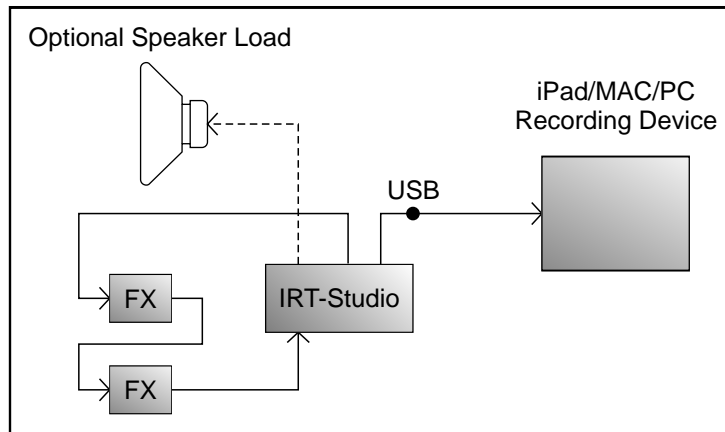 Optional Speaker Load
iPad/MAC/PC
Recording Device
USB
IRT-Studio
FX
FX